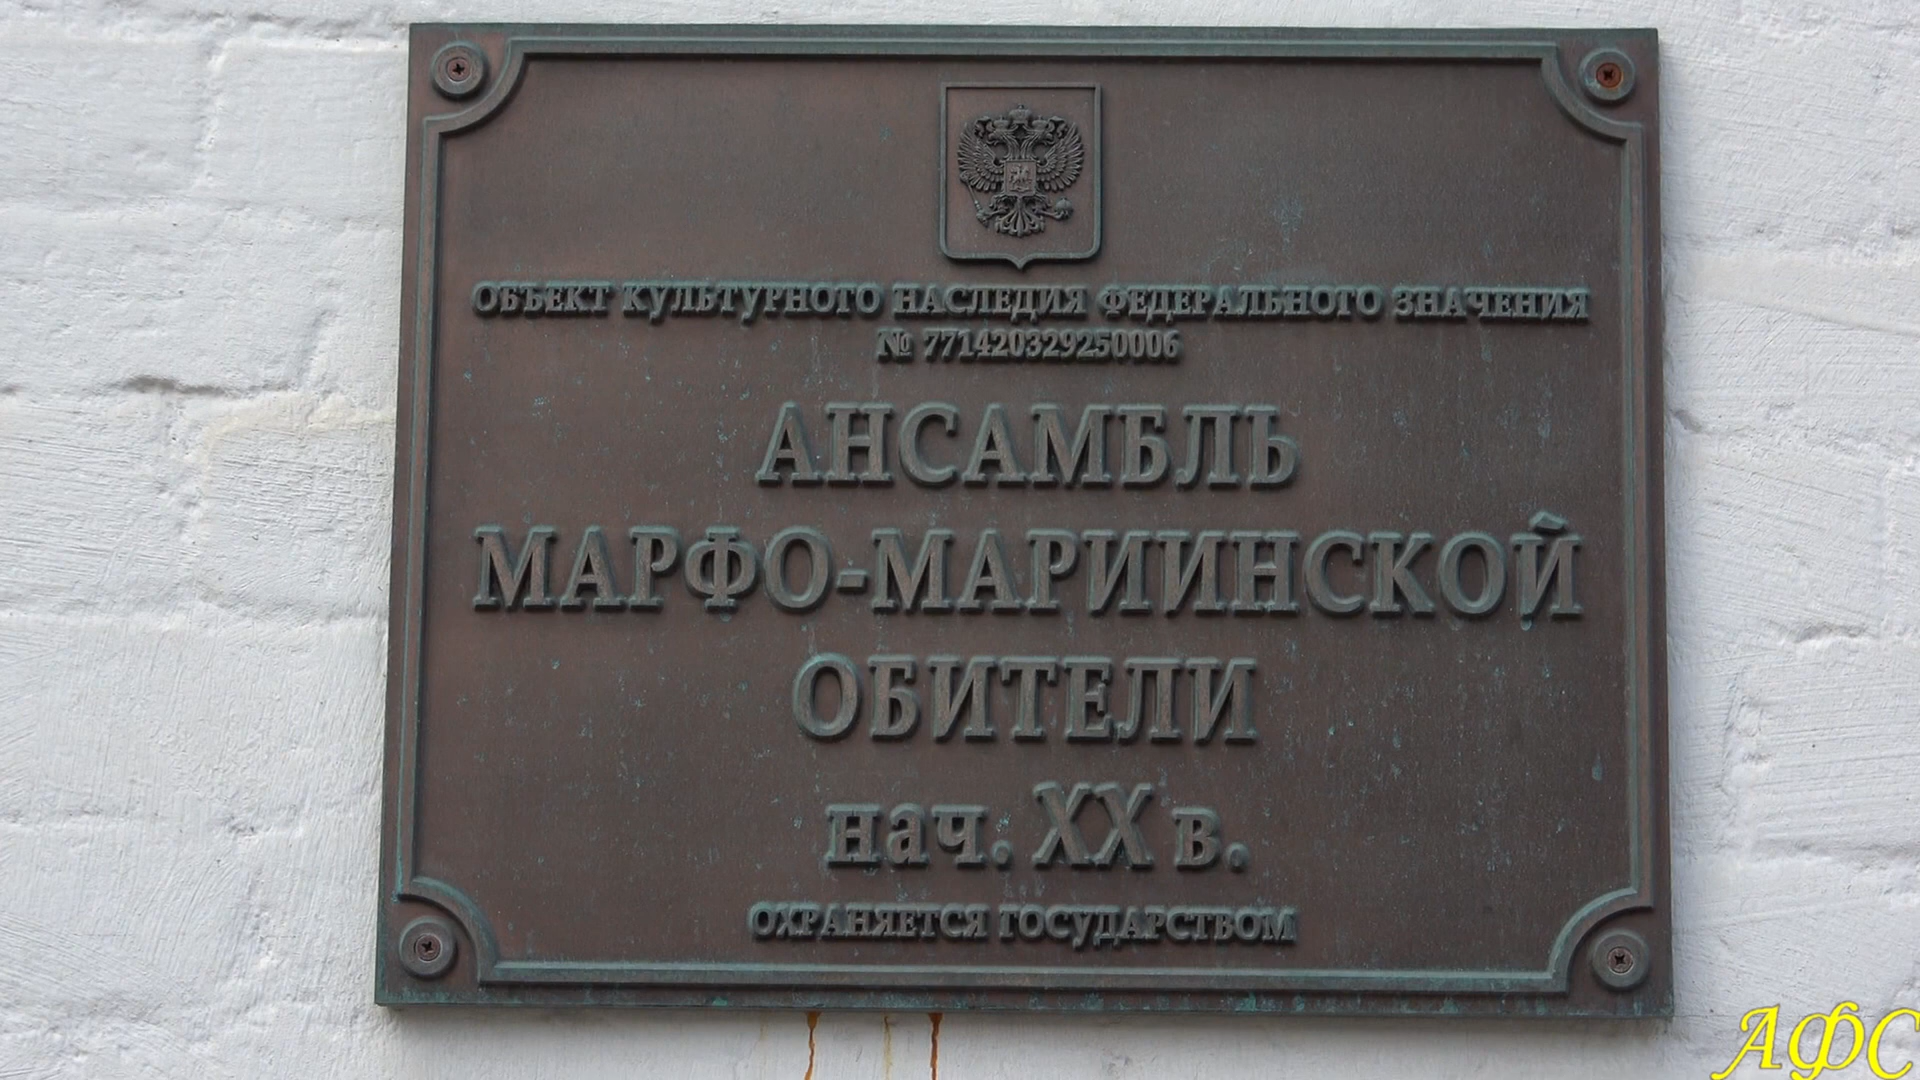 ОБЪЕКТ КУЛЬТУРНОГО НАСЛЕДИЯ ФЕДЕРАЛЬНОГО ЗНАЧЕНИЯ
№ 771420329250006
АНСАМБЛЬ
МАРФО-МАРИИНСКОЙ
ОБИТЕЛИ
нач. XX в.
ОХРАНЯЕТСЯ ГОСУДАРСТВОМ
АФС